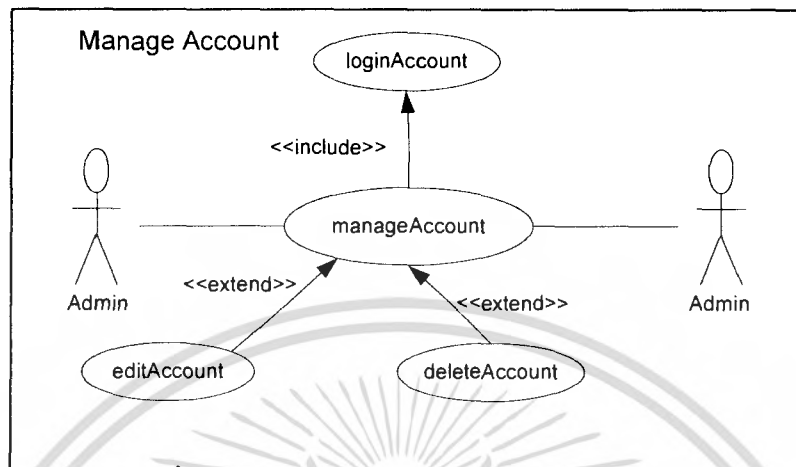 Manage Account
loginAccount
<<include>>
manageAccount
Admin
Admin
<<extend>>
<<extend>>
editAccount
deleteAccount